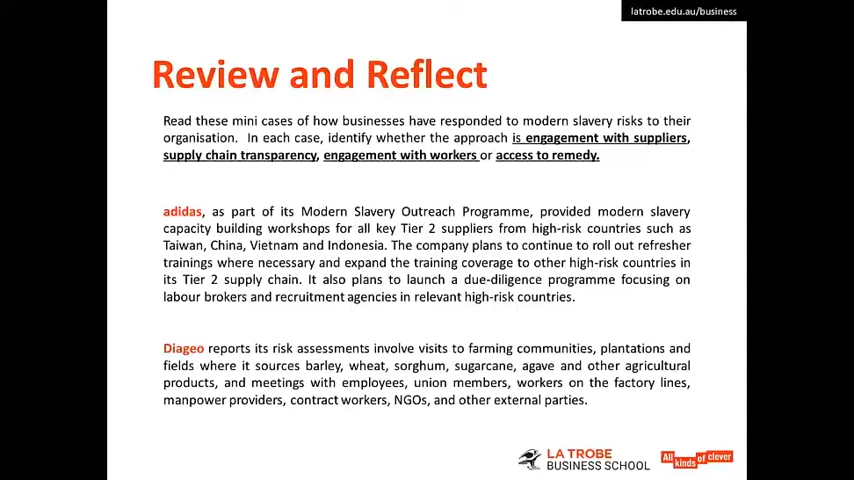 latrobe.edu.au/business
Review and Reflect
Read these mini cases of how businesses have responded to modern slavery risks to their
organisation. In each case, identify whether the approach is engagement with suppliers,
supply chain transparency, engagement with workers or access to remedy.
adidas, as part of its Modern Slavery Outreach Programme, provided modern slavery
capacity building workshops for all key Tier 2 suppliers from high-risk countries such as
Taiwan, China, Vietnam and Indonesia. The company plans to continue to roll out refresher
trainings where necessary and expand the training coverage to other high-risk countries in
its Tier 2 supply chain. It also plans to launch a due-diligence programme focusing on
labour brokers and recruitment agencies in relevant high-risk countries.
Diageo reports its risk assessments involve visits to farming communities, plantations and
fields where it sources barley, wheat, sorghum, sugarcane, agave and other agricultural
products, and meetings with employees, union members, workers on the factory lines,
manpower providers, contract workers, NGOs, and other external parties.
LA TROBE
BUSINESS SCHOOL
All kinds of clever